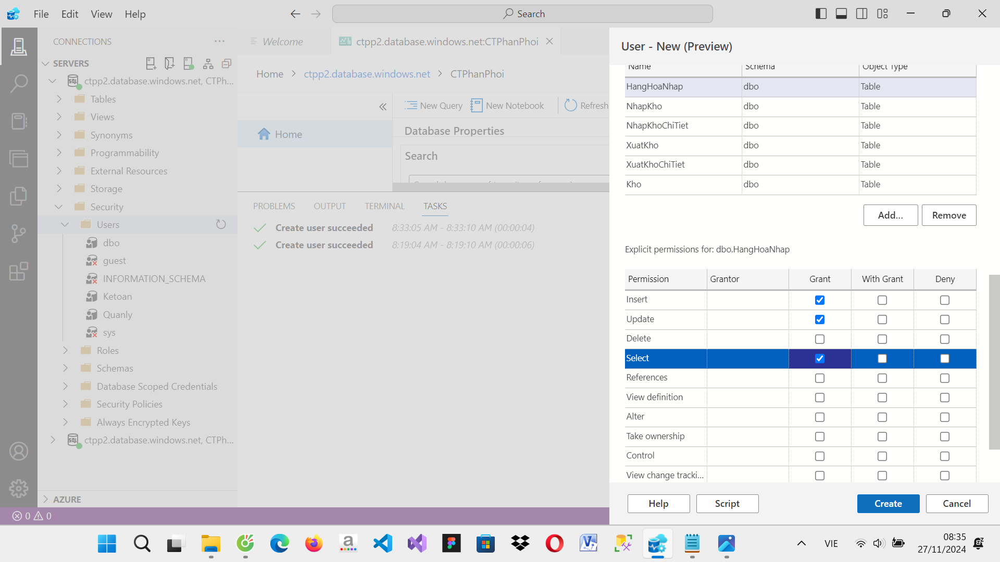 File Edit View Help
Search
CONNECTIONS
SERVERS
ctpp2.database.windows.net, CTPh...
Tables
Views
Synonyms
Programmability
External Resources
Storage
Security
Users
dbo
guest
INFORMATION_SCHEMA
Ketoan
Quanly
sys
Roles
Schemas
Database Scoped Credentials
Security Policies
Always Encrypted Keys
ctpp2.database.windows.net, CTPh...
AZURE
0 0
Welcome
ctpp2.database.windows.net:CTPhanPhoi
Home > ctpp2.database.windows.net > CTPhanPhoi
New Query New Notebook Refresh
Home
Database Properties
Search
PROBLEMS OUTPUT TERMINAL TASKS
Create user succeeded 8:33:05 AM - 8:33:10 AM (00:00:04)
Create user succeeded 8:19:04 AM - 8:19:10 AM (00:00:06)
User - New (Preview)
Name Schema Object Type
HangHoaNhap dbo Table
NhapKho dbo Table
NhapKhoChiTiet dbo Table
XuatKho dbo Table
XuatKhoChiTiet dbo Table
Kho dbo Table
Add... Remove
Explicit permissions for: dbo.HangHoaNhap
Permission Grantor Grant With Grant Deny
Insert
Update
Delete
Select
References
View definition
Alter
Take ownership
Control
View change tracki...
Help Script Create Cancel
VIE
08:35
27/11/2024